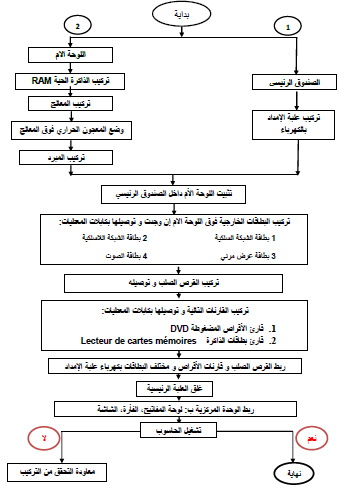 بداية
1
2
الصندوق الرئيسى
تركيب علبة الإمداد
بالكهرباء
اللوحة الأم
تركيب الذاكرة الحية RAM
تركيب المعالج
وضع المعجون الحراري فوق المعالج
تركيب المبرد
تثبيت اللوحة الأم داخل الصندوق الرئيسي
تركيب البطاقات الخارجية فوق اللوحة الام إن وجدت و توصيلها بكابلات المعطيات:
1 بطاقة الشبكة السلكية 2 بطاقة الشبكة اللاسلكية
3 بطاقة عرض مرئي 4 بطاقة الصوت
تركيب القرص الصلب و توصيله
تركيب القارئات التالية و توصيلها بكابلات المعطيات:
1. قارئ الأقراص المضغوطة DVD
2. قارئ بطاقات الذاكرة Lecteur de cartes mémoires
ربط القرص الصلب و قارئات الأقراص و مختلف البطاقات بكهرباء علبة الإمداد
غلق العلبة الرئيسية
ربط الوحدة المركزية ب: لوحة المفاتيح، الفأرة، الشاشة
تشغيل الحاسوب
نعم
لا
نهاية
معاودة التحقق من التركيب